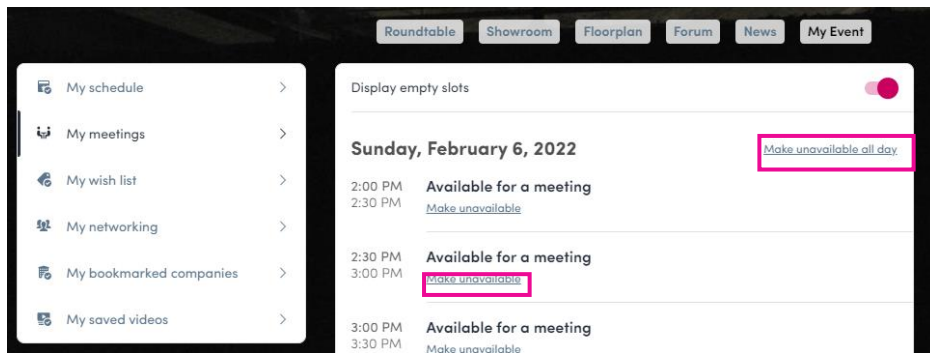 Roundtable Showroom Floorplan Forum News My Event
My schedule
My meetings
My wish list
My networking
My bookmarked companies
My saved videos
Display empty slots
Sunday, February 6, 2022
Make unavailable all day
2:00 PM Available for a meeting
2:30 PM Make unavailable
2:30 PM Available for a meeting
3:00 PM Make unavailable
3:00 PM Available for a meeting
3:30 PM Make unavailable